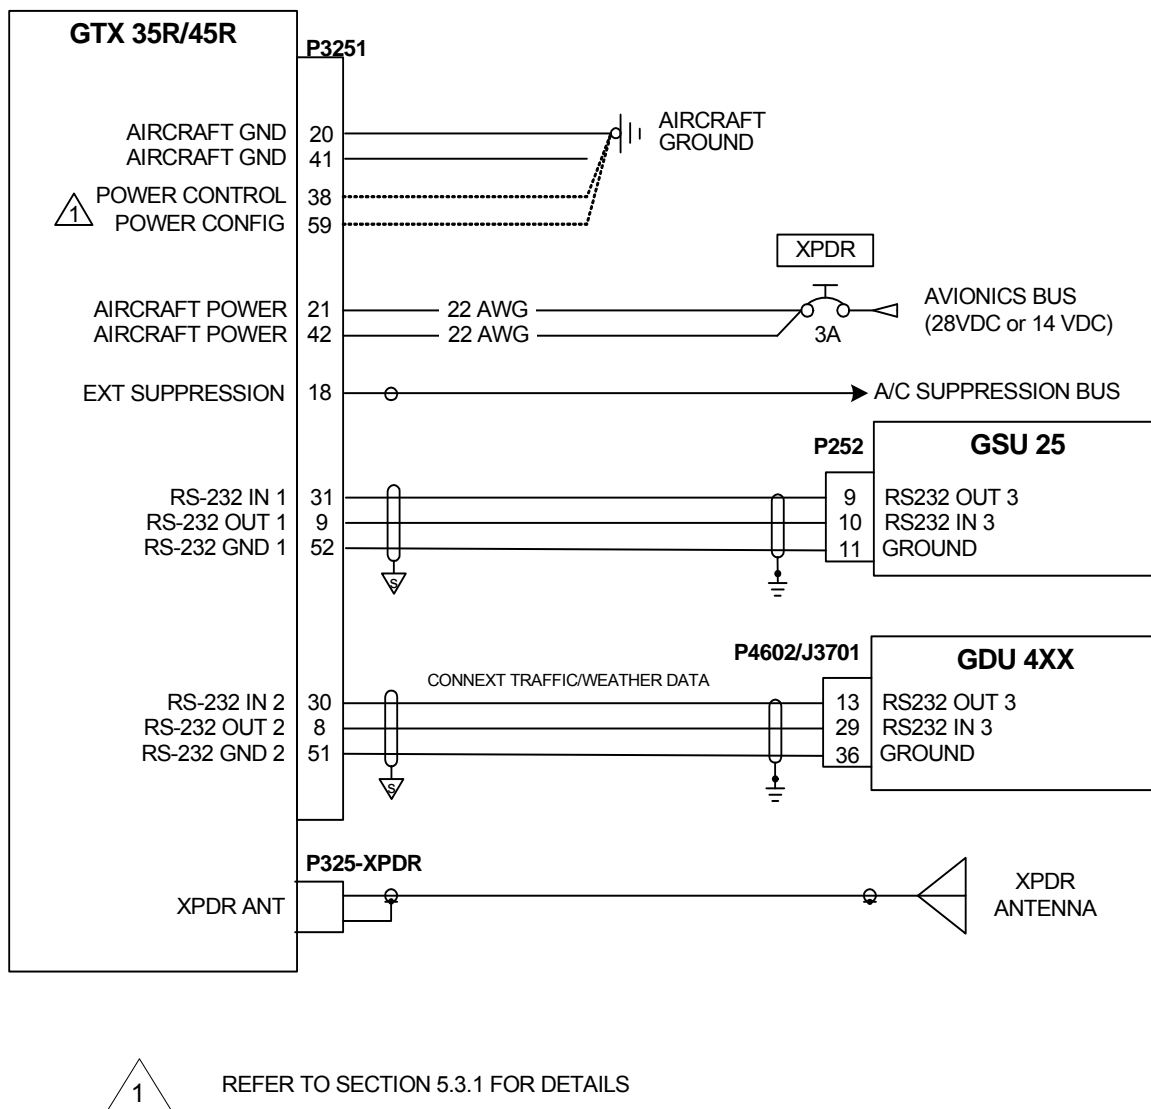 GTX 35R/45R
P3251
AIRCRAFT GND 20
AIRCRAFT GND 41
AIRCRAFT
GROUND
1
POWER CONTROL 38
POWER CONFIG 59
XPDR
AIRCRAFT POWER 21 22 AWG
AIRCRAFT POWER 42 22 AWG
3A
AVIONICS BUS
(28VDC or 14 VDC)
EXT SUPPRESSION 18 A/C SUPPRESSION BUS
P252
GSU 25
RS-232 IN 1 31 9 RS232 OUT 3
RS-232 OUT 1 9 10 RS232 IN 3
RS-232 GND 1 52 11 GROUND
S
P4602/J3701
GDU 4XX
CONNEXT TRAFFIC/WEATHER DATA
RS-232 IN 2 30 13 RS232 OUT 3
RS-232 OUT 2 8 29 RS232 IN 3
RS-232 GND 2 51 36 GROUND
S
P325-XPDR
XPDR ANT
XPDR
ANTENNA
1 REFER TO SECTION 5.3.1 FOR DETAILS